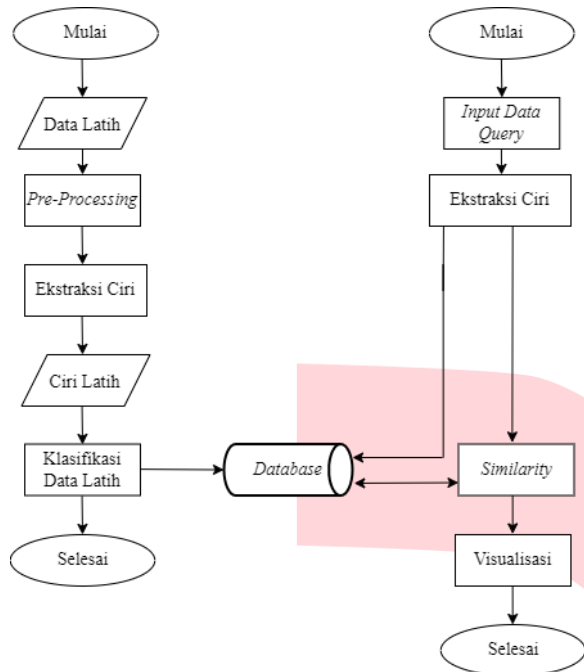 Mulai
Data Latih
Pre-Processing
Ekstraksi Ciri
Ciri Latih
Klasifikasi
Data Latih
Selesai
Database
Mulai
Input Data
Query
Ekstraksi Ciri
Similarity
Visualisasi
Selesai